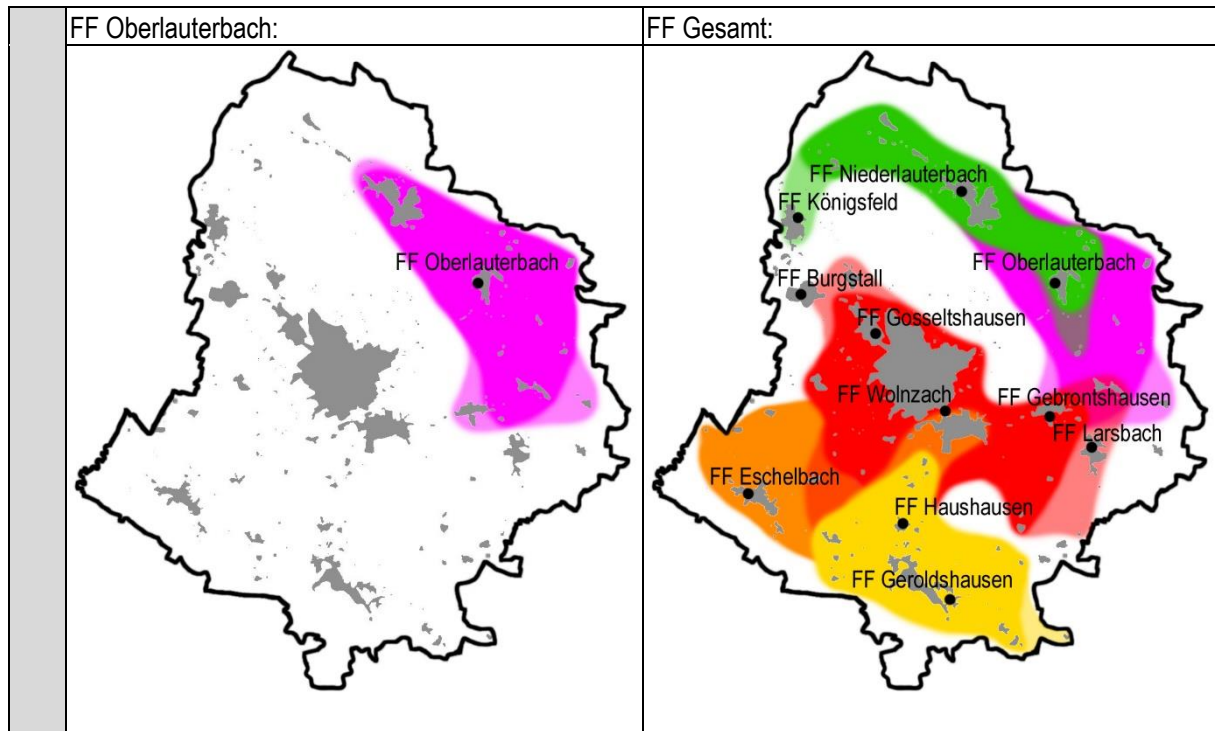 FF Oberlauterbach:
FF Oberlauterbach
FF Gesamt:
FF Niederlauterbach
FF Königsfeld
FF Oberlauterbach
FF Burgstall
FF Gosseltshausen
FF Wolnzach
FF Gebrontshausen
FF Larsbach
FF Eschelbach
FF Haushausen
FF Geroldshausen